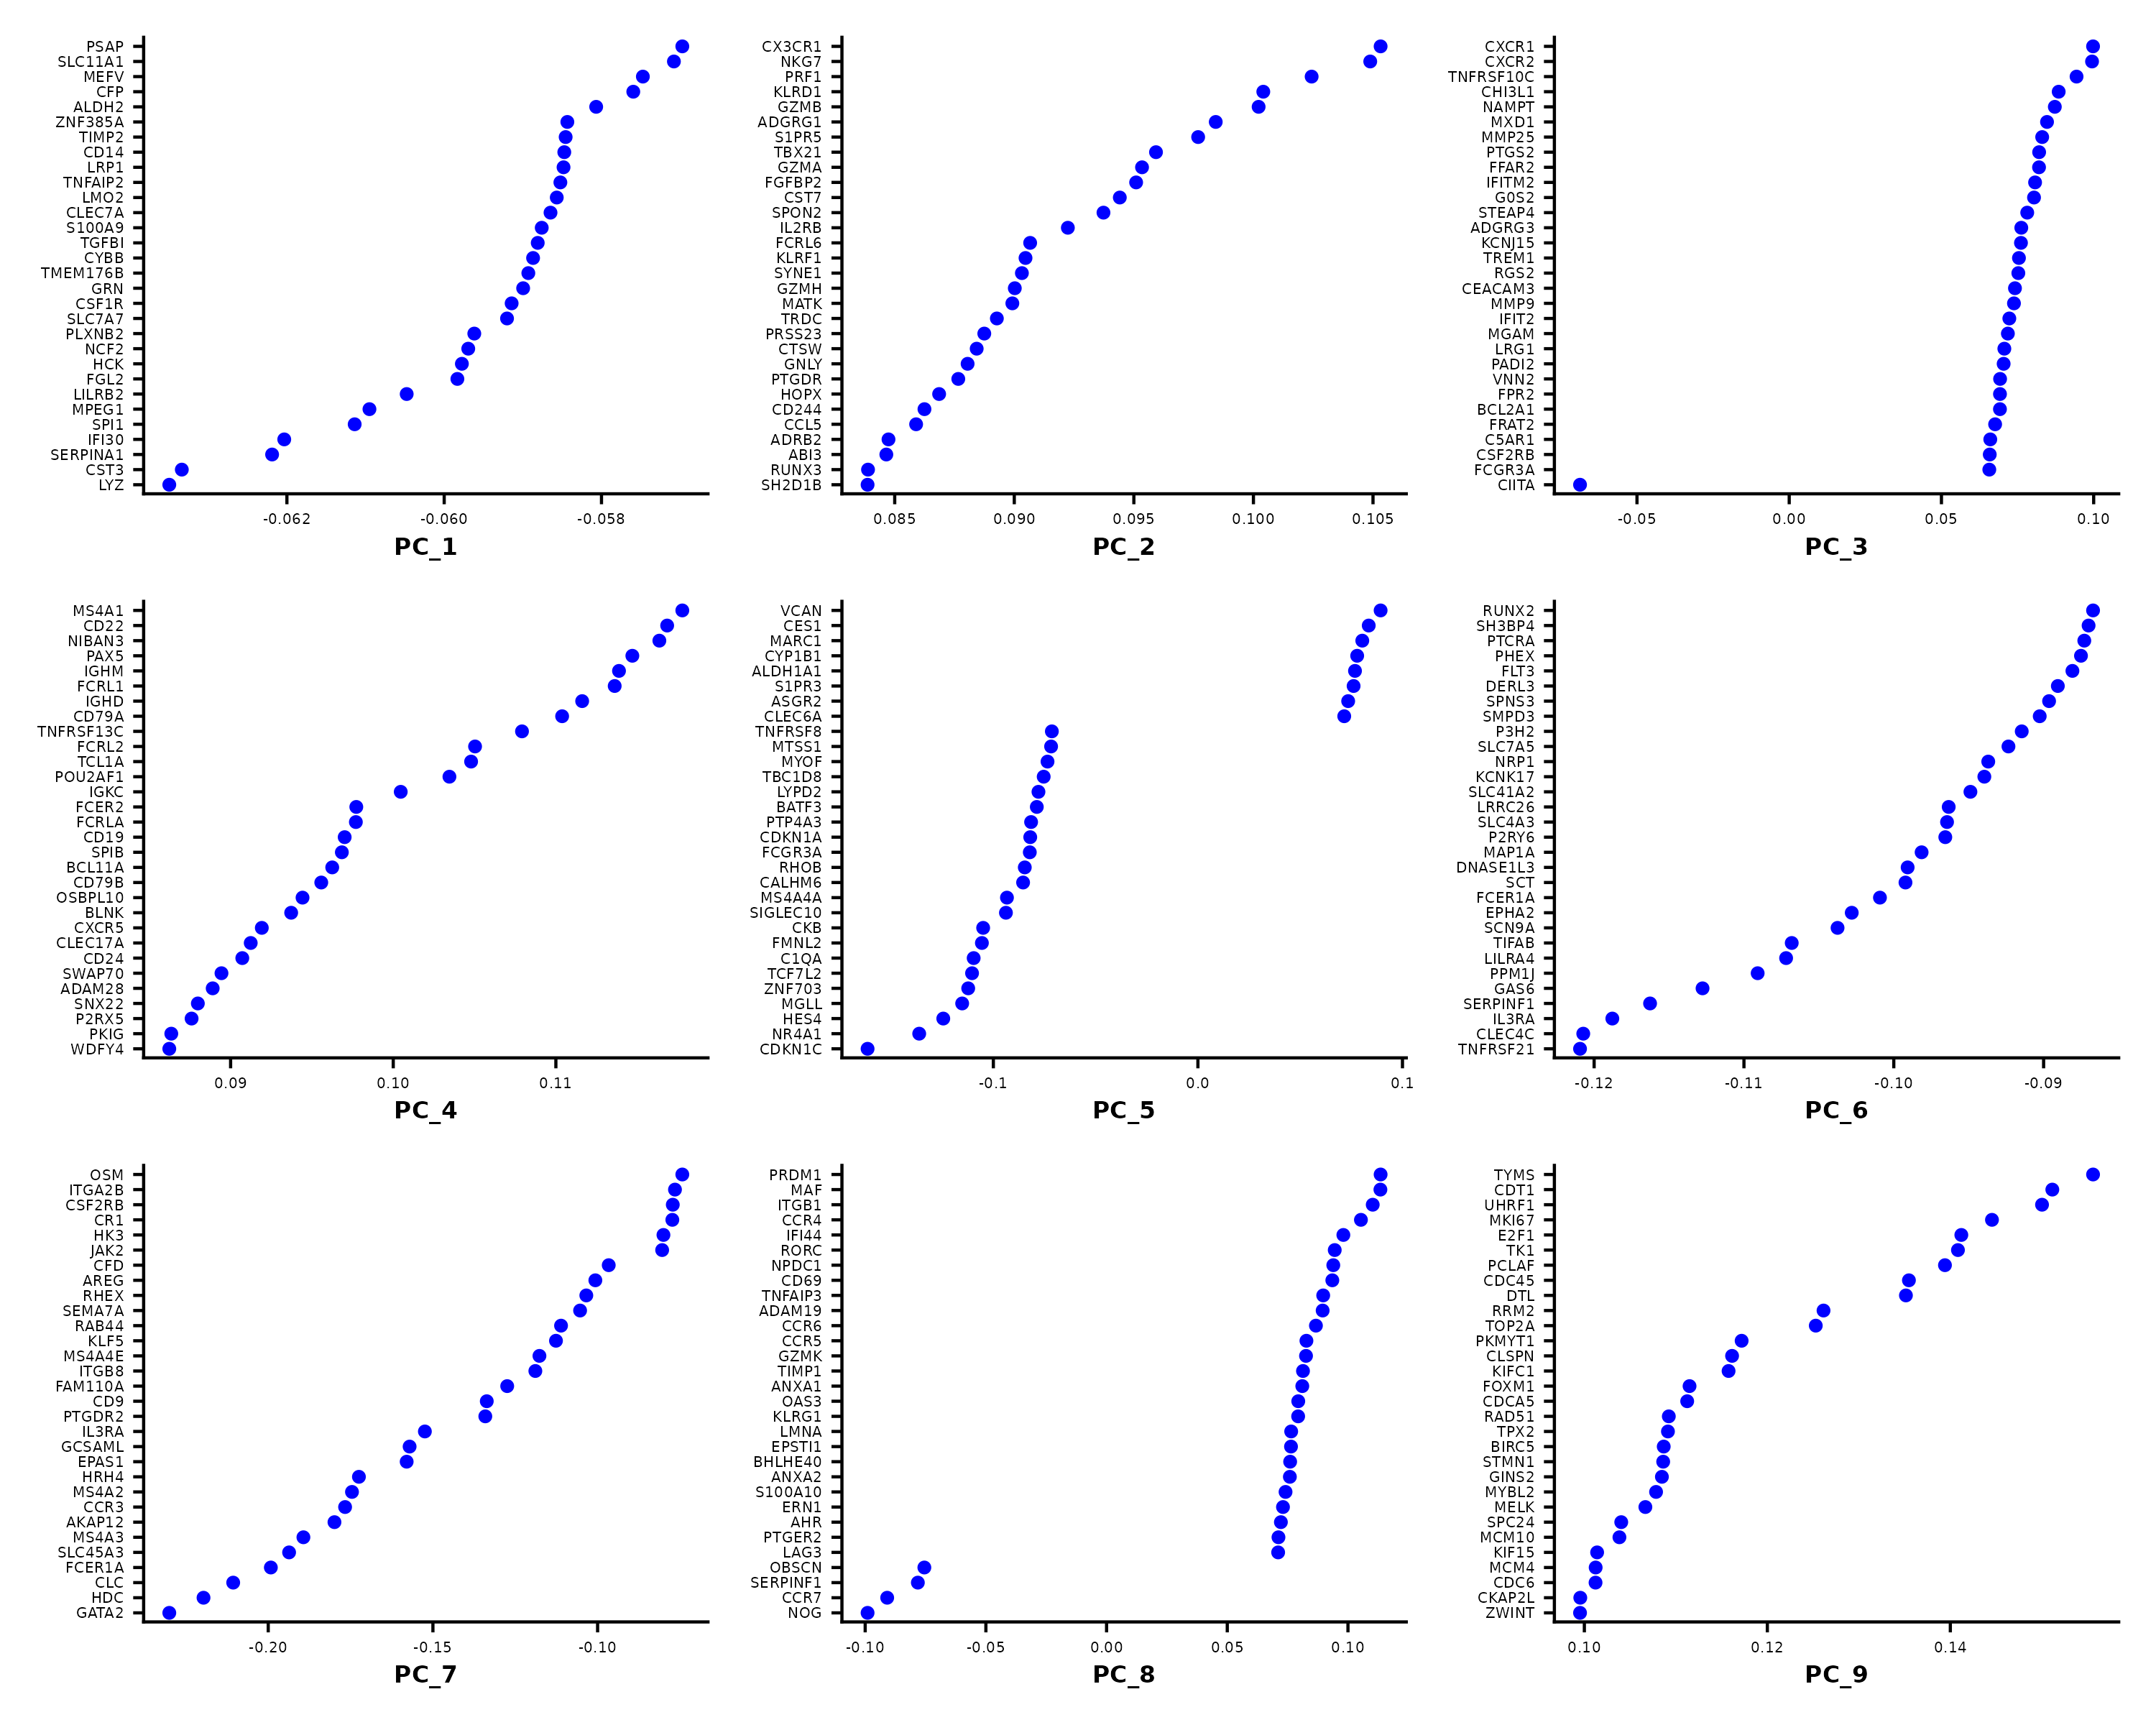 PSAP
SLC11A1
MEFV
CFP
ALDH2
ZNF385A
TIMP2
CD14
LRP1
TNFAIP2
LMO2
CLEC7A
S100A9
TGFBI
CYBB
TMEM176B
GRN
CSF1R
SLC7A7
PLXNB2
NCF2
HCK
FGL2
LILRB2
MPEG1
SPI1
IFI30
SERPINA1
CST3
LYZ
-0.062 -0.060 -0.058
PC_1
CX3CR1
NKG7
PRF1
KLRD1
GZMB
ADGRG1
S1PR5
TBX21
GZMA
FGFBP2
CST7
SPON2
IL2RB
FCRL6
KLRF1
SYNE1
GZMH
MATK
TRDC
PRSS23
CTSW
GNLY
PTGDR
HOPX
CD244
CCL5
ADRB2
ABI3
RUNX3
SH2D1B
0.085 0.090 0.095 0.100 0.105
PC_2
CXCR1
CXCR2
TNFRSF10C
CHI3L1
NAMPT
MXD1
MMP25
PTGS2
FFAR2
IFITM2
G0S2
STEAP4
ADGRG3
KCNJ15
TREM1
RGS2
CEACAM3
MMP9
IFIT2
MGAM
LRG1
PADI2
VNN2
FPR2
BCL2A1
FRAT2
C5AR1
CSF2RB
FCGR3A
CIITA
-0.05 0.00 0.05 0.10
PC_3
MS4A1
CD22
NIBAN3
PAX5
IGHM
FCRL1
IGHD
CD79A
TNFRSF13C
FCRL2
TCL1A
POU2AF1
IGKC
FCER2
FCRLA
CD19
SPIB
BCL11A
CD79B
OSBPL10
BLNK
CXCR5
CLEC17A
CD24
SWAP70
ADAM28
SNX22
P2RX5
PKIG
WDFY4
0.09 0.10 0.11
PC_4
VCAN
CES1
MARC1
CYP1B1
ALDH1A1
S1PR3
ASGR2
CLEC6A
TNFRSF8
MTSS1
MYOF
TBC1D8
LYPD2
BATF3
PTP4A3
CDKN1A
FCGR3A
RHOB
CALHM6
MS4A4A
SIGLEC10
CKB
FMNL2
C1QA
TCF7L2
ZNF703
MGLL
HES4
NR4A1
CDKN1C
-0.1 0.0 0.1
PC_5
RUNX2
SH3BP4
PTCRA
PHEX
FLT3
DERL3
SPNS3
SMPD3
P3H2
SLC7A5
NRP1
KCNK17
SLC41A2
LRRC26
SLC4A3
P2RY6
MAP1A
DNASE1L3
SCT
FCER1A
EPHA2
SCN9A
TIFAB
LILRA4
PPM1J
GAS6
SERPINF1
IL3RA
CLEC4C
TNFRSF21
-0.12 -0.11 -0.10 -0.09
PC_6
OSM
ITGA2B
CSF2RB
CR1
HK3
JAK2
CFD
AREG
RHEX
SEMA7A
RAB44
KLF5
MS4A4E
ITGB8
FAM110A
CD9
PTGDR2
IL3RA
GCSAML
EPAS1
HRH4
MS4A2
CCR3
AKAP12
MS4A3
SLC45A3
FCER1A
CLC
HDC
GATA2
-0.20 -0.15 -0.10
PC_7
PRDM1
MAF
ITGB1
CCR4
IFI44
RORC
NPDC1
CD69
TNFAIP3
ADAM19
CCR6
CCR5
GZMK
TIMP1
ANXA1
OAS3
KLRG1
LMNA
EPSTI1
BHLHE40
ANXA2
S100A10
ERN1
AHR
PTGER2
LAG3
OBSCN
SERPINF1
CCR7
NOG
-0.10 -0.05 0.00 0.05 0.10
PC_8
TYMS
CDT1
UHRF1
MKI67
E2F1
TK1
PCLAF
CDC45
DTL
RRM2
TOP2A
PKMYT1
CLSPN
KIFC1
FOXM1
CDCA5
RAD51
TPX2
BIRC5
STMN1
GINS2
MYBL2
MELK
SPC24
MCM10
KIF15
MCM4
CDC6
CKAP2L
ZWINT
0.10 0.12 0.14
PC_9